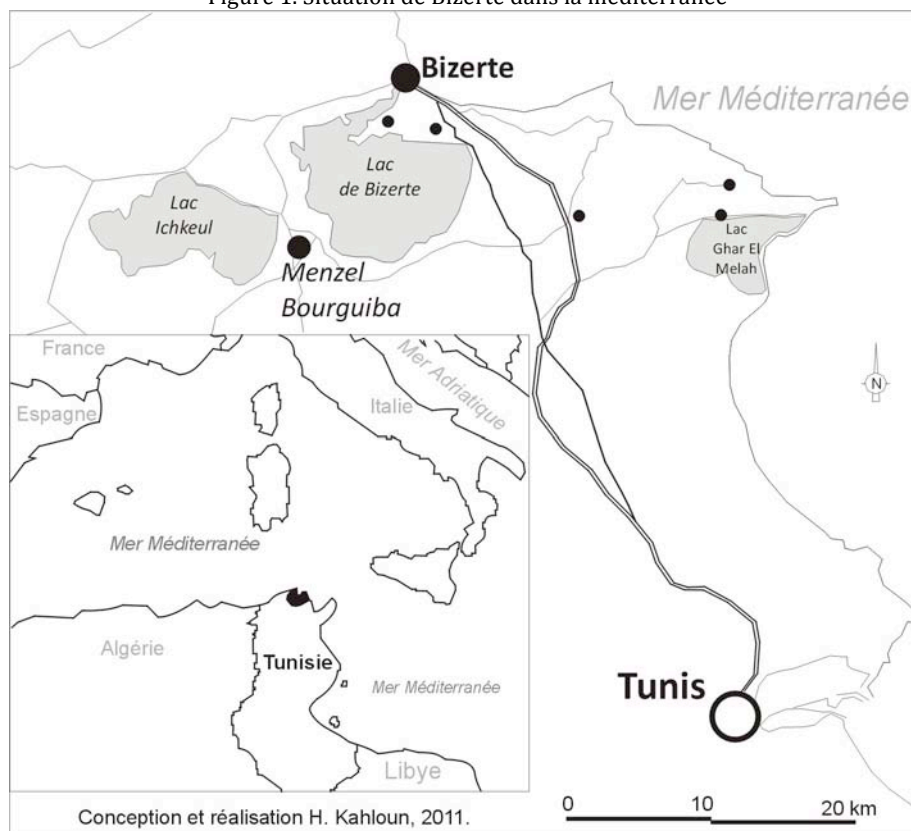 Figure 1. Situation de Bizerte dans la méditerranée
Bizerte
Mer Méditerranée
Lac
de Bizerte
Lac
Ichkeul
Lac
Ghar El
Melah
Menzel
Bourguiba
France
Espagne
Italie
Mer Adriatique
Mer Méditerranée
Algérie
Tunisie
Mer Méditerranée
Libye
N
Tunis
0 10 20 km
Conception et réalisation H. Kahloun, 2011.